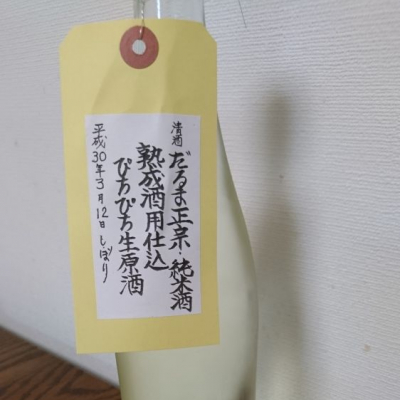 清酒
だるま正宗・純米酒
熟成酒用仕込
ぴちぴち生原酒
平成30年3月12日しぼり